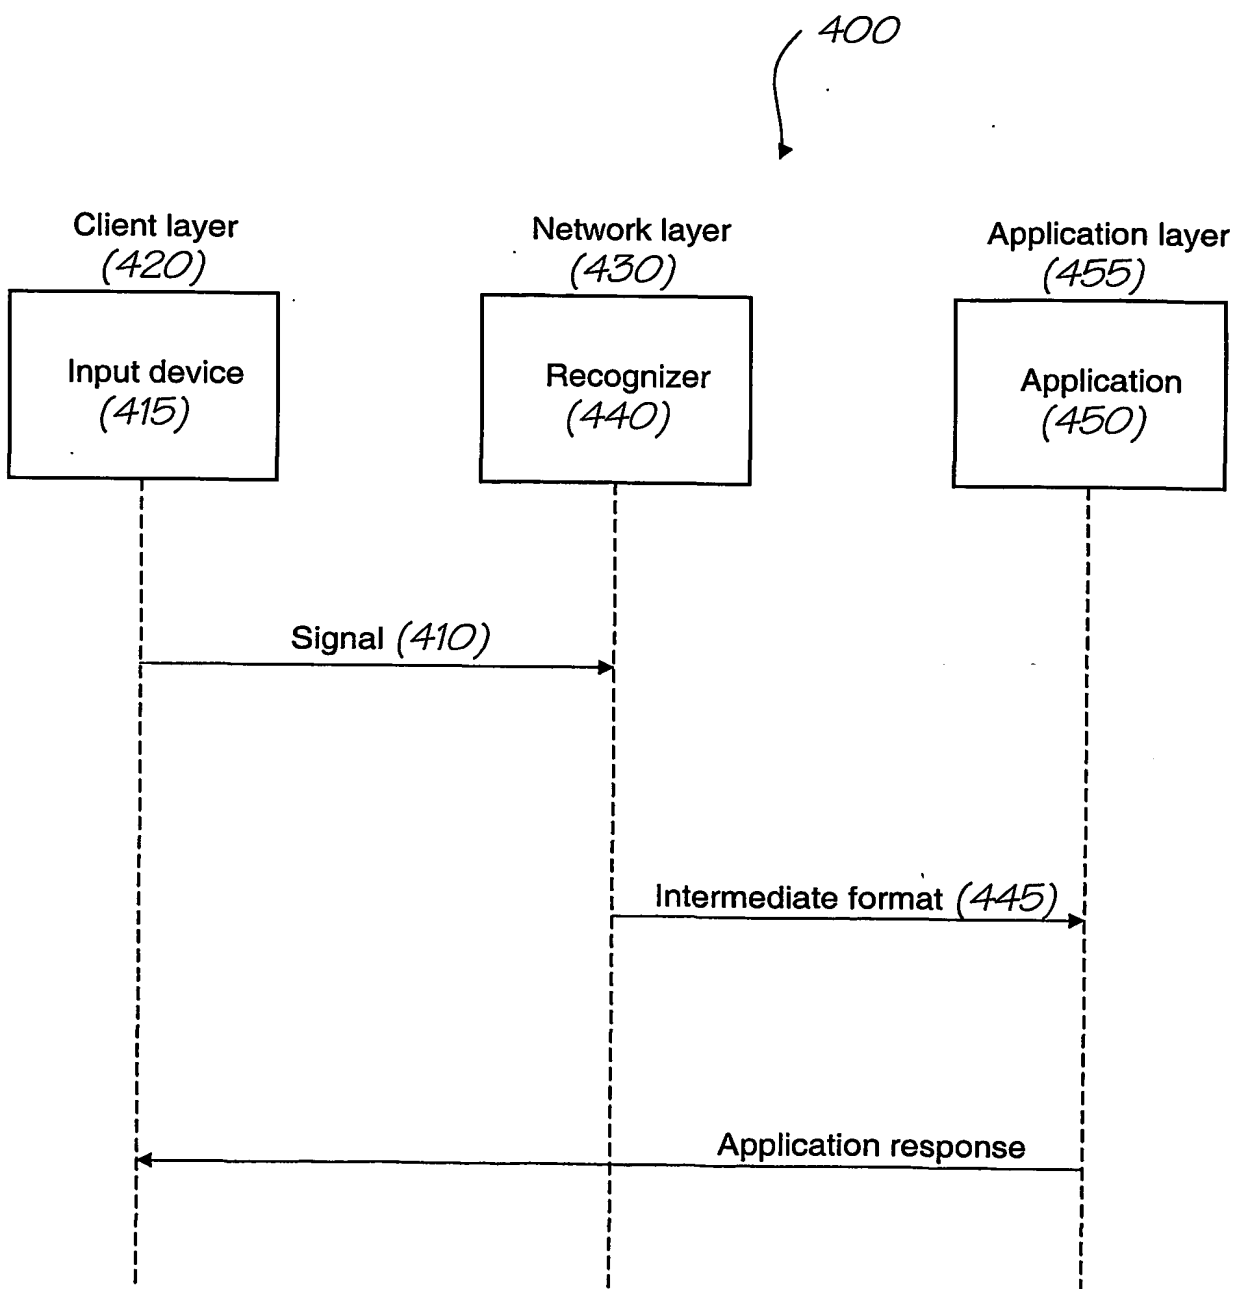 400
Client layer
(420)
Network layer
(430)
Application layer
(455)
Input device
(415)
Recognizer
(440)
Application
(450)
Signal (410)
Intermediate format (445)
Application response